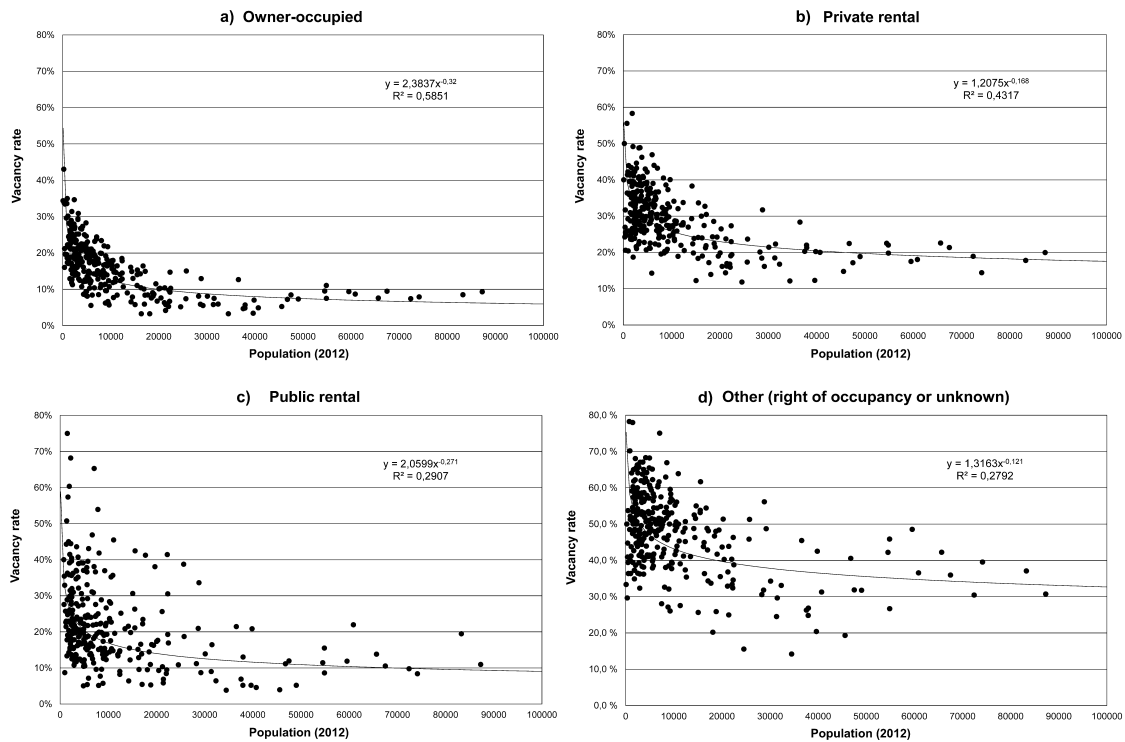 a) Owner-occupied
80%
70%
60%
50%
40%
30%
20%
10%
0%
Vacancy rate
y = 2,3837x-0,32
R² = 0,5851
0 10000 20000 30000 40000 50000 60000 70000 80000 90000 100000
Population (2012)
b) Private rental
80%
70%
60%
50%
40%
30%
20%
10%
0%
Vacancy rate
y = 1,2075x-0,168
R² = 0,4317
0 10000 20000 30000 40000 50000 60000 70000 80000 90000 100000
Population (2012)
c) Public rental
80%
70%
60%
50%
40%
30%
20%
10%
0%
Vacancy rate
y = 2,0599x-0,271
R² = 0,2907
0 10000 20000 30000 40000 50000 60000 70000 80000 90000 100000
Population (2012)
d) Other (right of occupancy or unknown)
80,0 %
70,0 %
60,0 %
50,0 %
40,0 %
30,0 %
20,0 %
10,0 %
0,0 %
Vacancy rate
y = 1,3163x-0,121
R² = 0,2792
0 10000 20000 30000 40000 50000 60000 70000 80000 90000 100000
Population (2012)